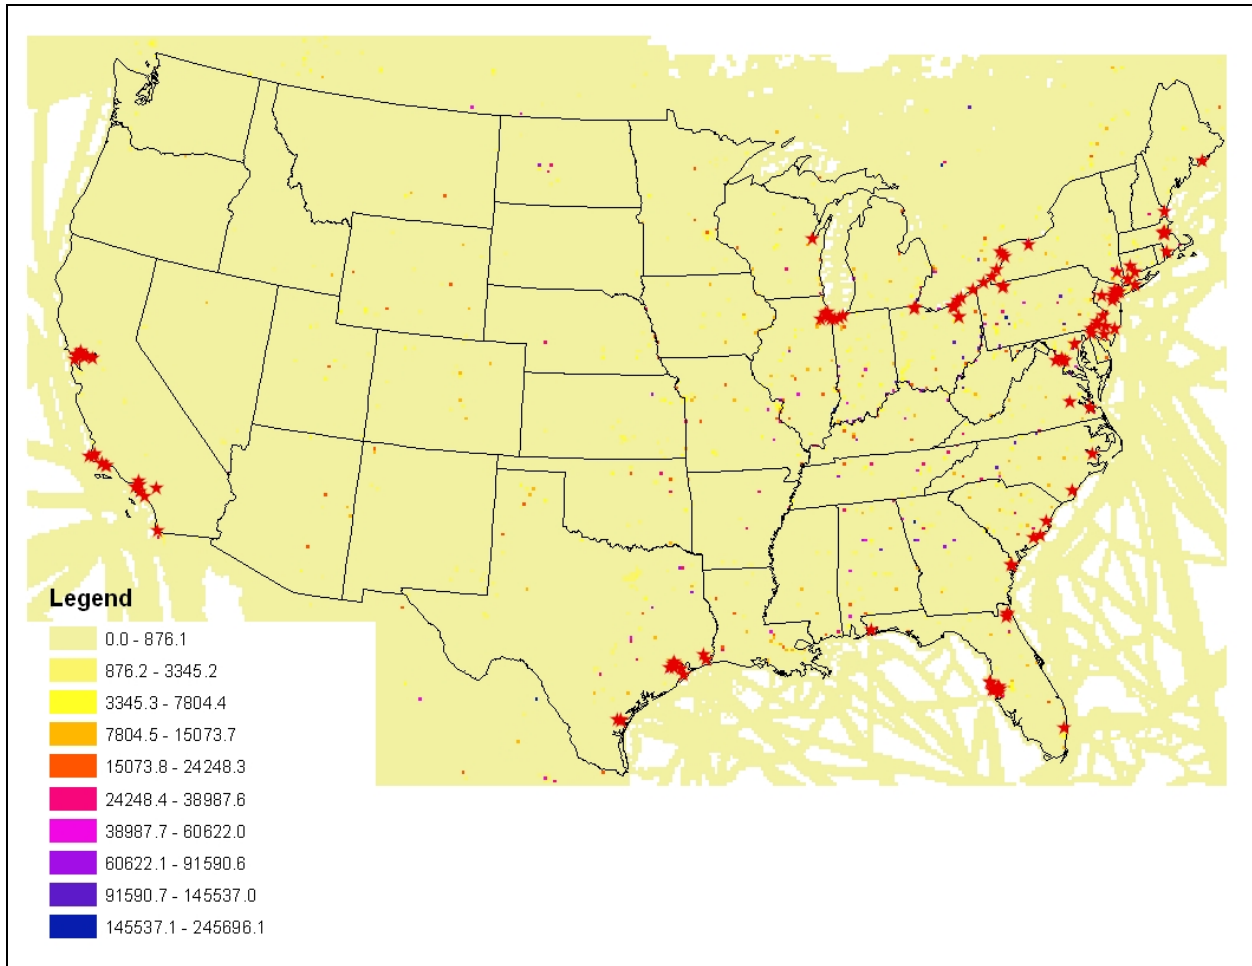 Legend
0.0 - 876.1
876.2 - 3345.2
3345.3 - 7804.4
7804.5 - 15073.7
15073.8 - 24248.3
24248.4 - 38987.6
38987.7 - 60622.0
60622.1 - 91590.6
91590.7 - 145537.0
145537.1 - 245696.1